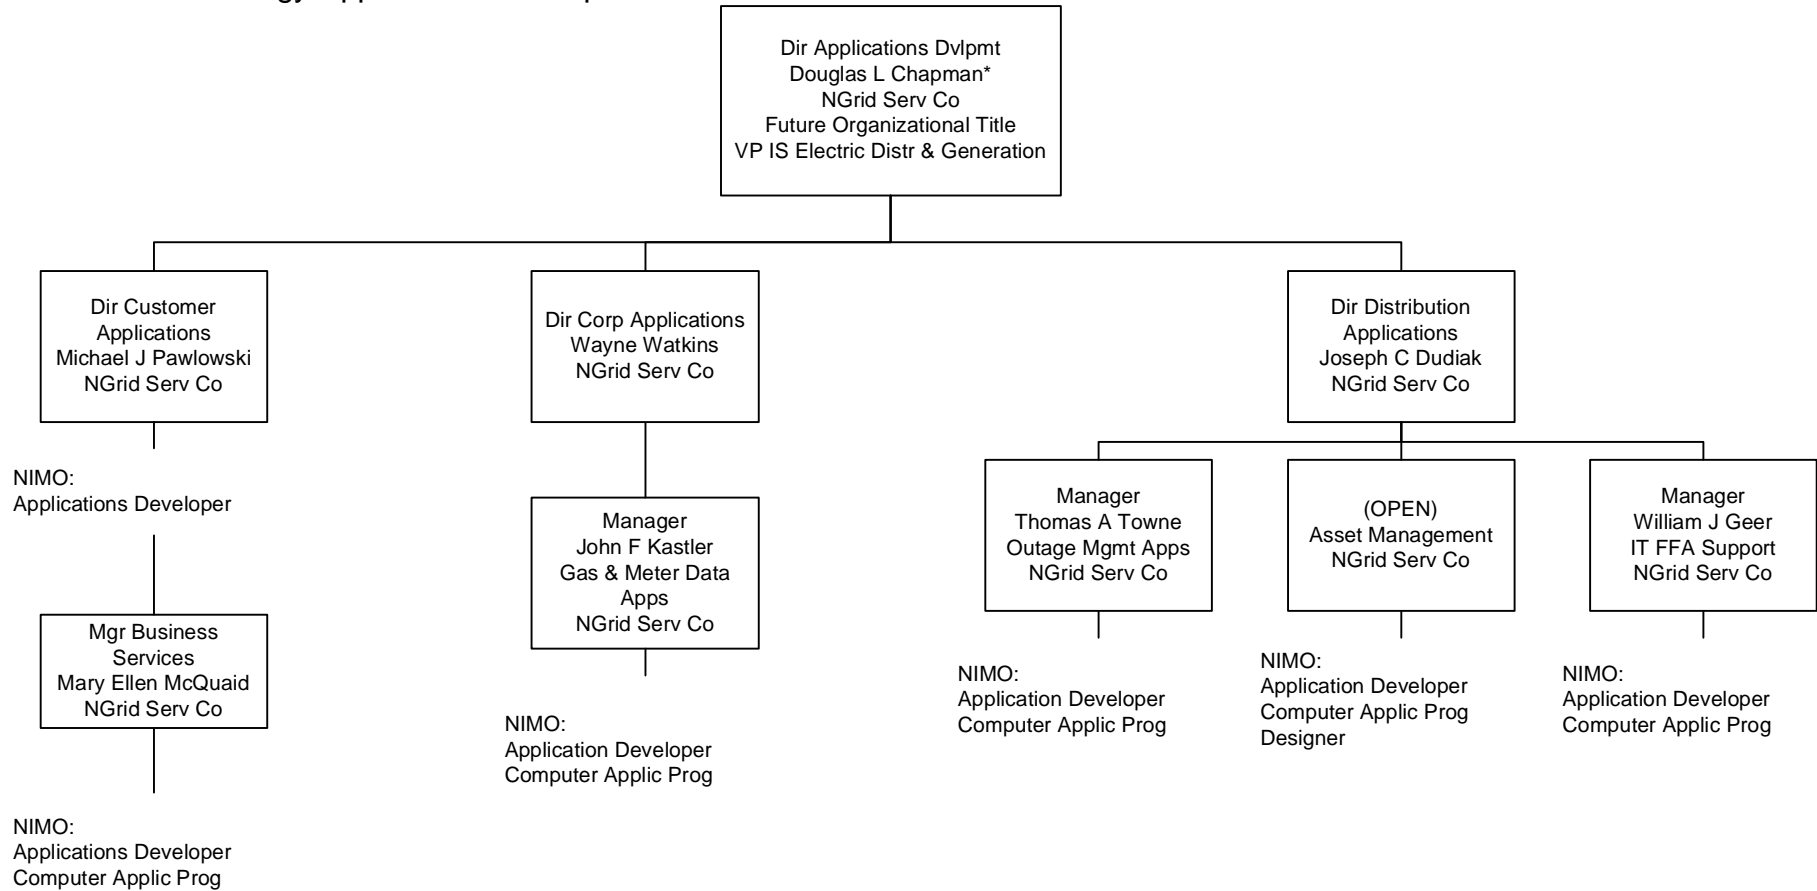 Dir Applications Dvlpmt
Douglas L Chapman*
NGrid Serv Co
Future Organizational Title
VP IS Electric Distr & Generation
Dir Customer
Applications
Michael J Pawlowski
NGrid Serv Co
Dir Corp Applications
Wayne Watkins
NGrid Serv Co
Dir Distribution
Applications
Joseph C Dudiak
NGrid Serv Co
NIMO:
Applications Developer
Mgr Business
Services
Mary Ellen McQuaid
NGrid Serv Co
NIMO:
Applications Developer
Computer Applic Prog
Manager
John F Kastler
Gas & Meter Data
Apps
NGrid Serv Co
NIMO:
Application Developer
Computer Applic Prog
Manager
Thomas A Towne
Outage Mgmt Apps
NGrid Serv Co
NIMO:
Application Developer
Computer Applic Prog
(OPEN)
Asset Management
NGrid Serv Co
NIMO:
Application Developer
Computer Applic Prog
Designer
Manager
William J Geer
IT FFA Support
NGrid Serv Co
NIMO:
Application Developer
Computer Applic Prog